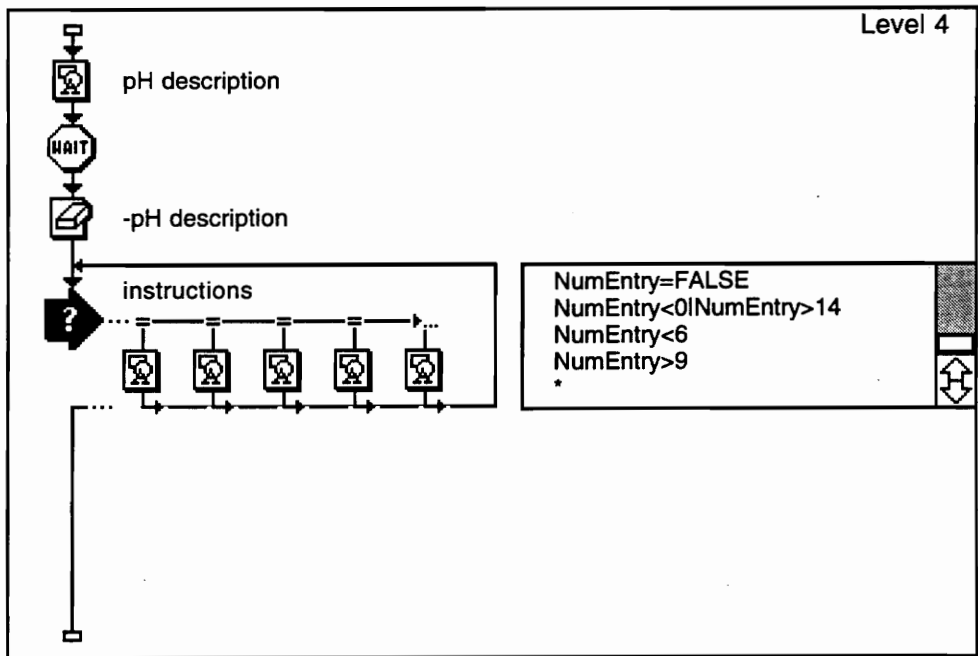 Level 4
pH description
WAIT
-pH description
instructions
?
NumEntry=FALSE
NumEntry<0|NumEntry>14
NumEntry<6
NumEntry>9
*